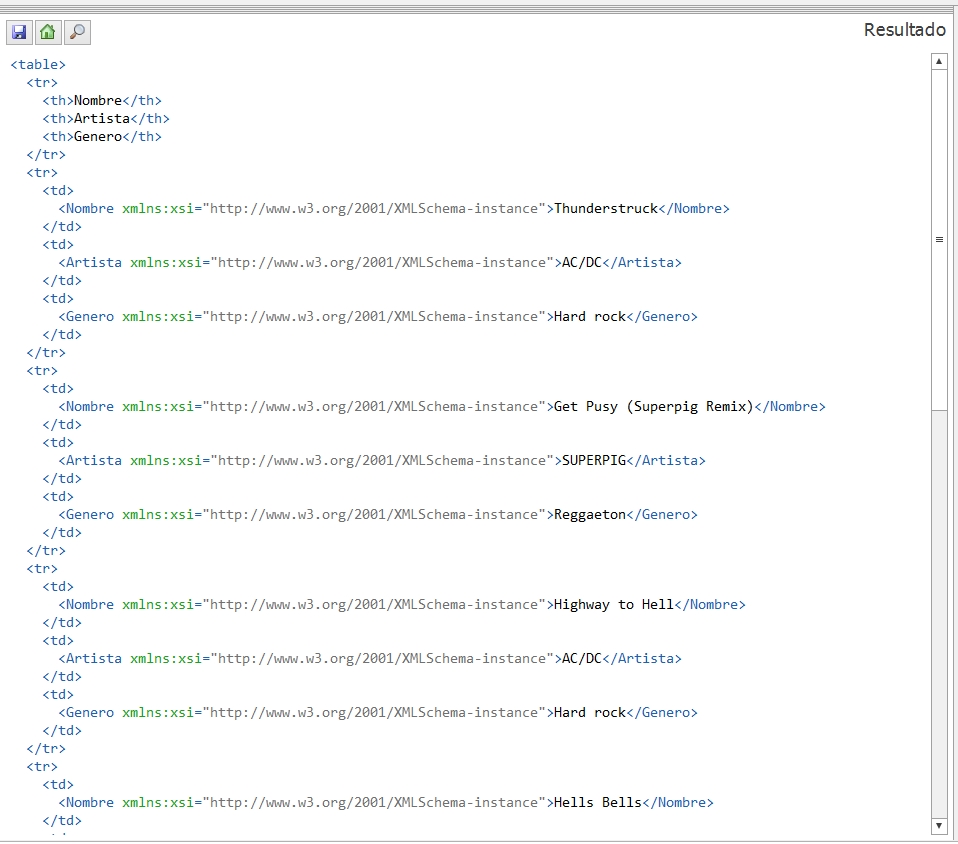 Resultado
<table>
<tr>
<th>Nombre</th>
<th>Artista</th>
<th>Genero</th>
</tr>
<tr>
<td>
<Nombre xmlns:xsi="http://www.w3.org/2001/XMLSchema-instance">Thunderstruck</Nombre>
</td>
<td>
<Artista xmlns:xsi="http://www.w3.org/2001/XMLSchema-instance">AC/DC</Artista>
</td>
<td>
<Genero xmlns:xsi="http://www.w3.org/2001/XMLSchema-instance">Hard rock</Genero>
</td>
</tr>
<tr>
<td>
<Nombre xmlns:xsi="http://www.w3.org/2001/XMLSchema-instance">Get Pusy (Superpig Remix)</Nombre>
</td>
<td>
<Artista xmlns:xsi="http://www.w3.org/2001/XMLSchema-instance">SUPERPIG</Artista>
</td>
<td>
<Genero xmlns:xsi="http://www.w3.org/2001/XMLSchema-instance">Reggaeton</Genero>
</td>
</tr>
<tr>
<td>
<Nombre xmlns:xsi="http://www.w3.org/2001/XMLSchema-instance">Highway to Hell</Nombre>
</td>
<td>
<Artista xmlns:xsi="http://www.w3.org/2001/XMLSchema-instance">AC/DC</Artista>
</td>
<td>
<Genero xmlns:xsi="http://www.w3.org/2001/XMLSchema-instance">Hard rock</Genero>
</td>
</tr>
<tr>
<td>
<Nombre xmlns:xsi="http://www.w3.org/2001/XMLSchema-instance">Hells Bells</Nombre>
</td>